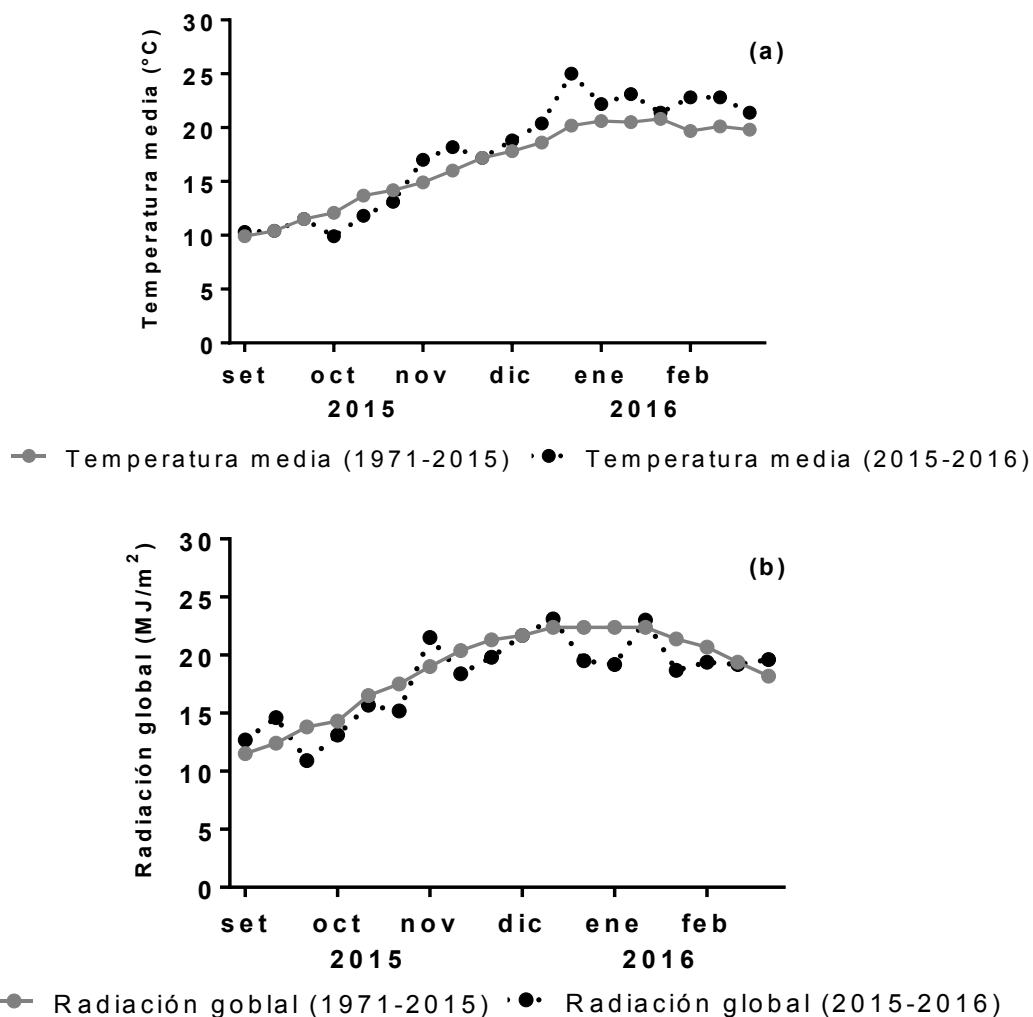 (a)
Temperatura media (°C)
30
25
20
15
10
5
0
set oct nov dic ene feb
2015 2016
Temperatura media (1971-2015) Temperatura media (2015-2016)
(b)
Radiación global (MJ/m²)
30
25
20
15
10
5
0
set oct nov dic ene feb
2015 2016
Radiación goblal (1971-2015) Radiación global (2015-2016)